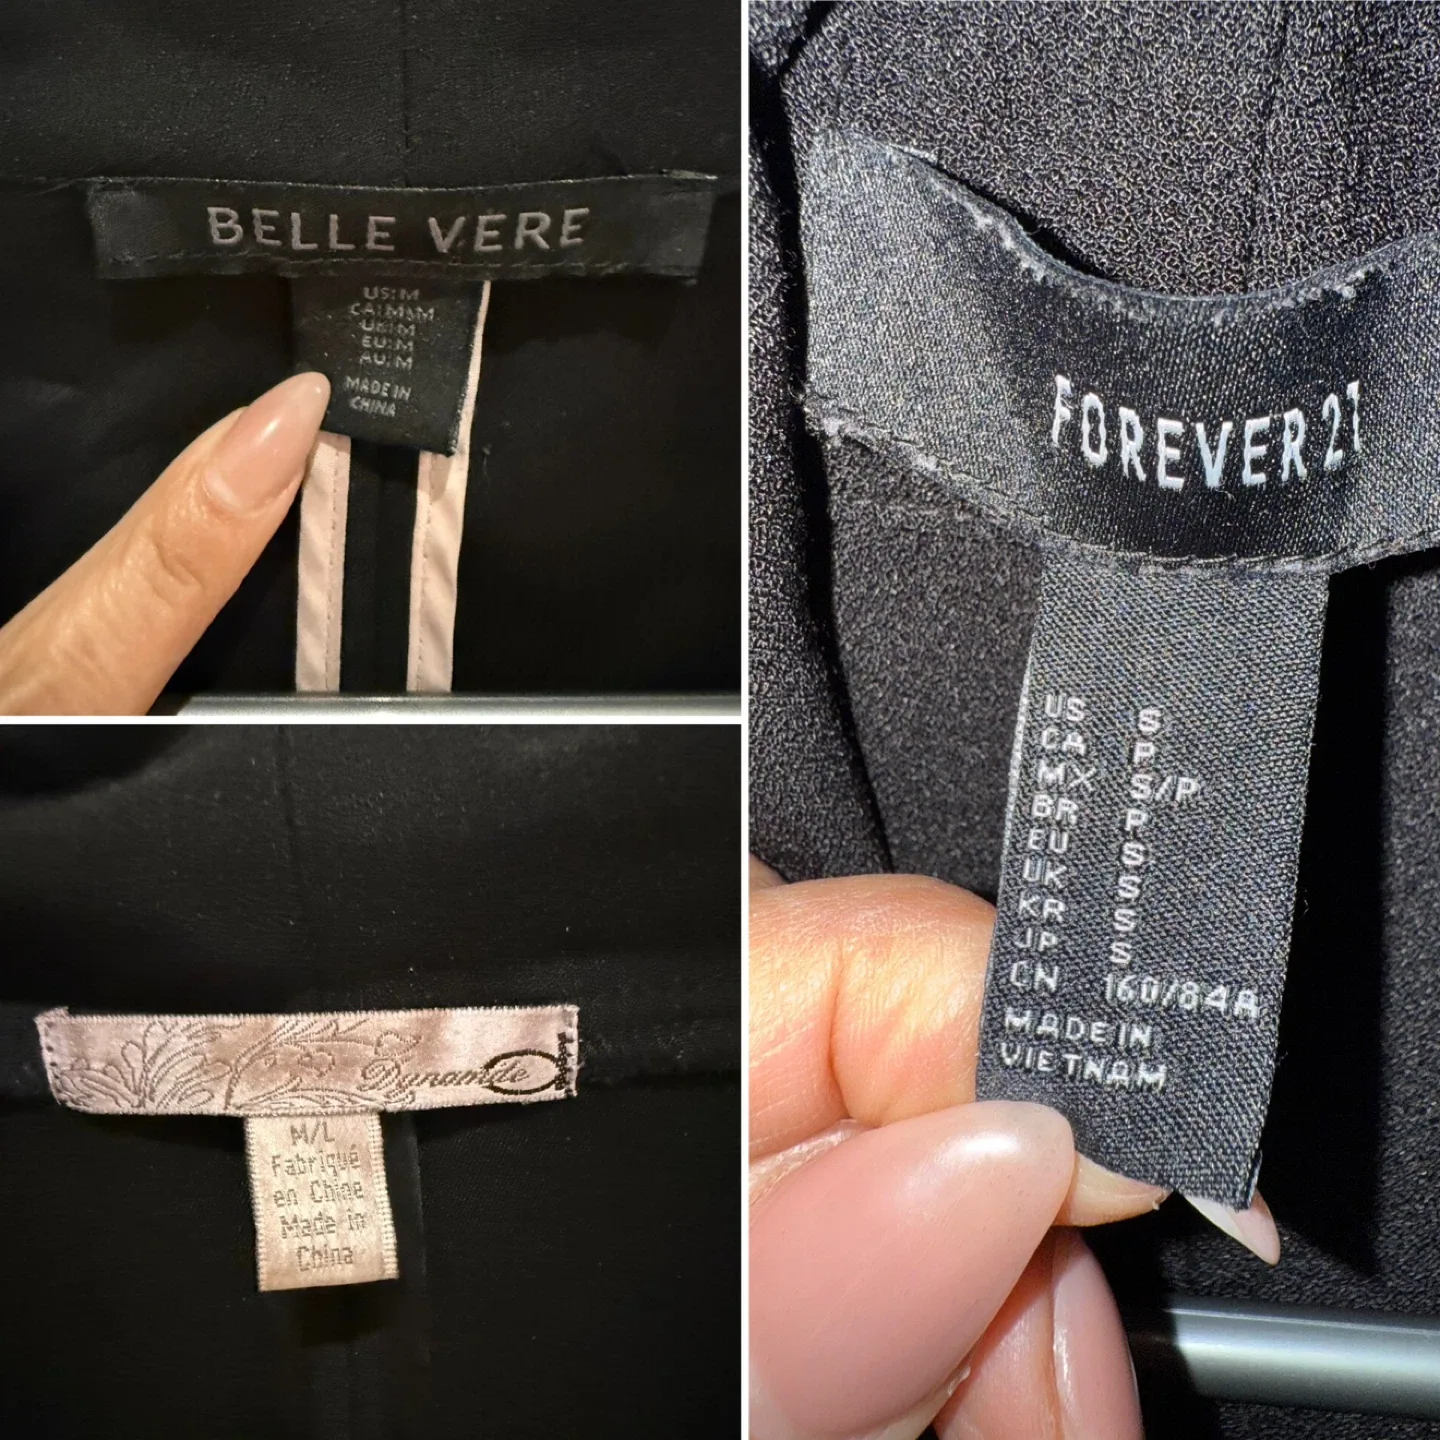 BELLE VERE
US: M
CA: M\M
UK: M
EU: M
AU: M
MADE IN
CHINA
Dynamite
M/L
Fabriqué
en Chine
Made in
China
FOREVER 21
US S
CA P
MX S/P
BR P
EU S
UK S
KR S
JP S
CN 160/84A
MADE IN
VIETNAM